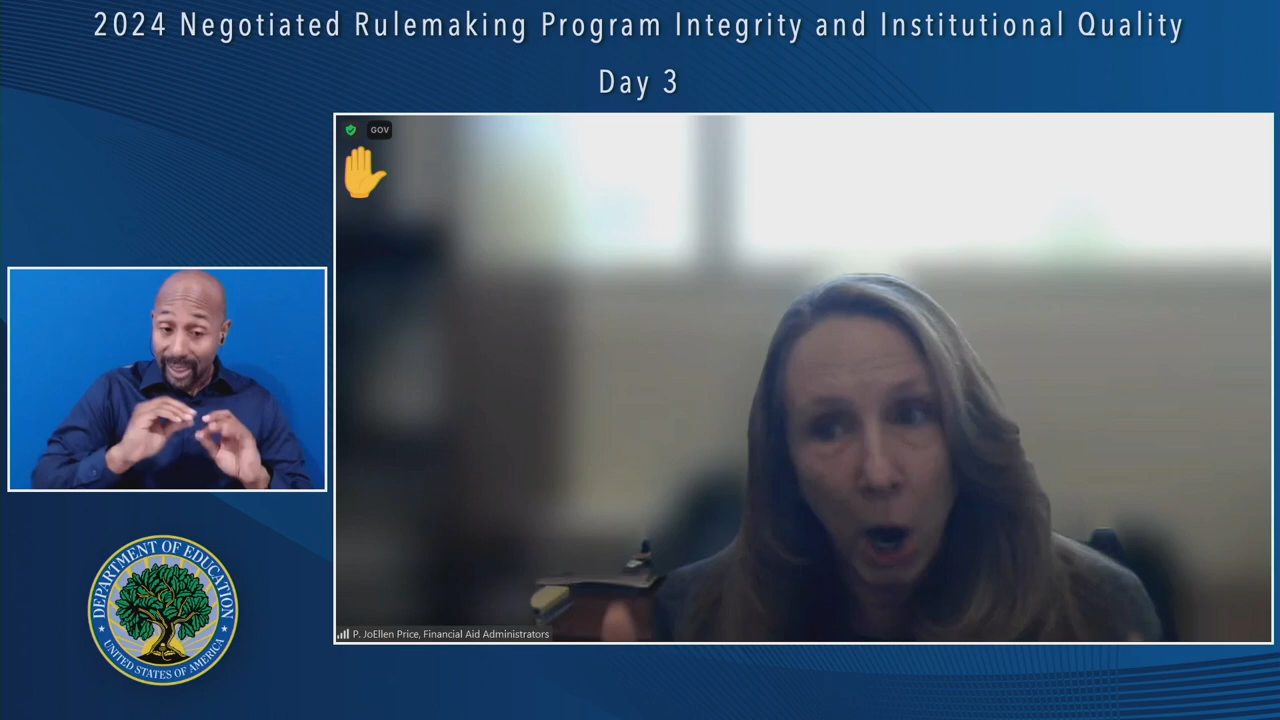 2024 Negotiated Rulemaking Program Integrity and Institutional Quality
Day 3
GOV
P. JoEllen Price, Financial Aid Administrators
DEPARTMENT OF EDUCATION
UNITED STATES OF AMERICA